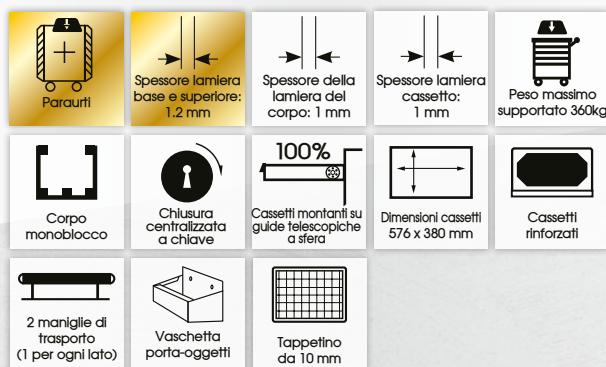 Paraurti
Spessore lamiera
base e superiore:
1.2 mm
Spessore della
lamiera del
corpo: 1 mm
Spessore lamiera
cassetto:
1 mm
Peso massimo
supportato 360kg
Corpo
monoblocco
Chiusura
centralizzata
a chiave
100%
Cassetti montanti su
guide telescopiche
a sfera
Dimensioni cassetti
576 x 380 mm
Cassetti
rinforzati
2 maniglie di
trasporto
(1 per ogni lato)
Vaschetta
porta-oggetti
Tappetino
da 10 mm